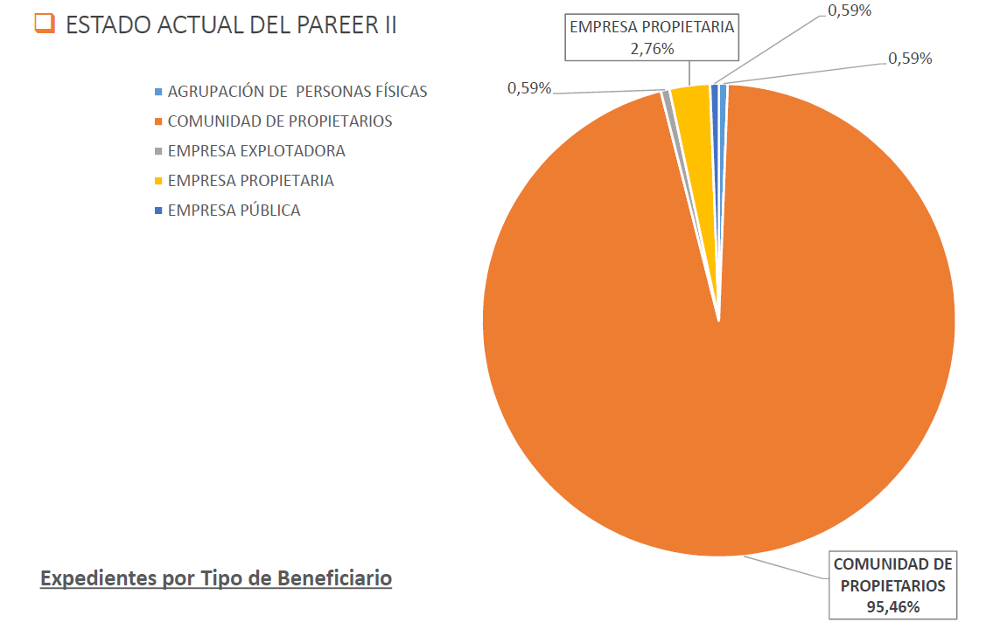 ESTADO ACTUAL DEL PAREER II
AGRUPACIÓN DE PERSONAS FÍSICAS
COMUNIDAD DE PROPIETARIOS
EMPRESA EXPLOTADORA
EMPRESA PROPIETARIA
EMPRESA PÚBLICA
0,59%
EMPRESA PROPIETARIA
2,76%
0,59%
0,59%
COMUNIDAD DE
PROPIETARIOS
95,46%
Expedientes por Tipo de Beneficiario